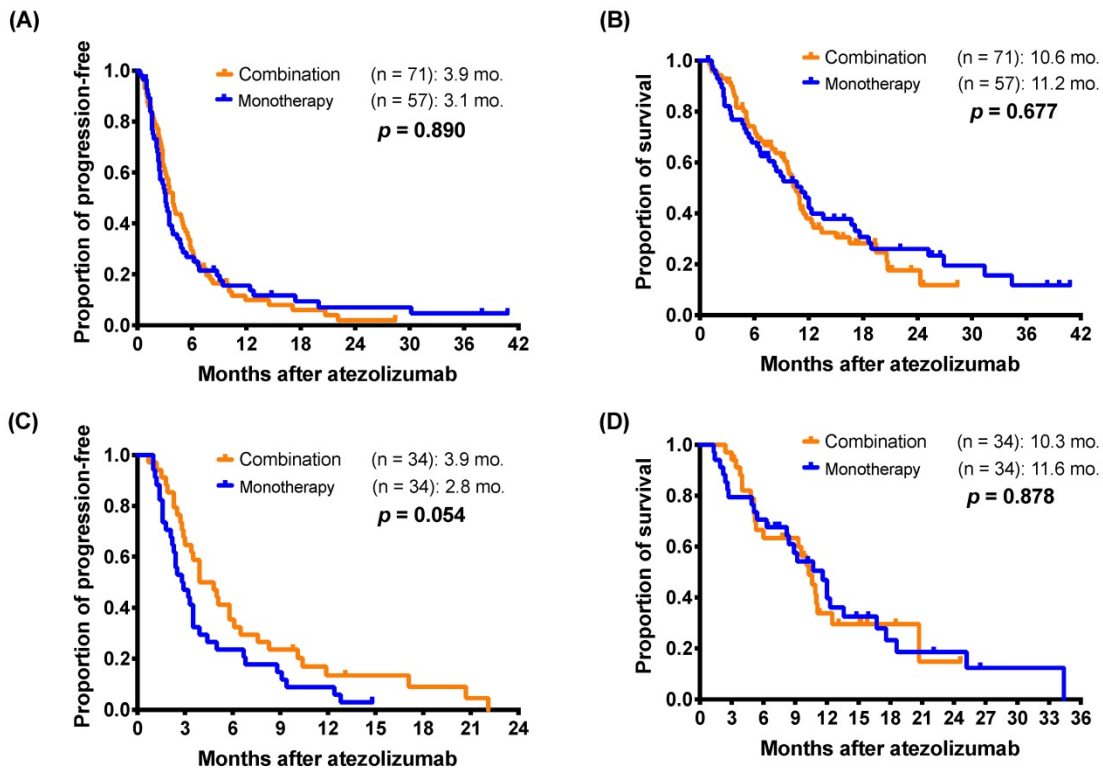 (A)
Proportion of progression-free
1.0
0.8
0.6
0.4
0.2
0.0
0 6 12 18 24 30 36 42
Months after atezolizumab
Combination (n = 71): 3.9 mo.
Monotherapy (n = 57): 3.1 mo.
p = 0.890
(B)
Proportion of survival
1.0
0.8
0.6
0.4
0.2
0.0
0 6 12 18 24 30 36 42
Months after atezolizumab
Combination (n = 71): 10.6 mo.
Monotherapy (n = 57): 11.2 mo.
p = 0.677
(C)
Proportion of progression-free
1.0
0.8
0.6
0.4
0.2
0.0
0 3 6 9 12 15 18 21 24
Months after atezolizumab
Combination (n = 34): 3.9 mo.
Monotherapy (n = 34): 2.8 mo.
p = 0.054
(D)
Proportion of survival
1.0
0.8
0.6
0.4
0.2
0.0
0 3 6 9 12 15 18 21 24 27 30 33 36
Months after atezolizumab
Combination (n = 34): 10.3 mo.
Monotherapy (n = 34): 11.6 mo.
p = 0.878